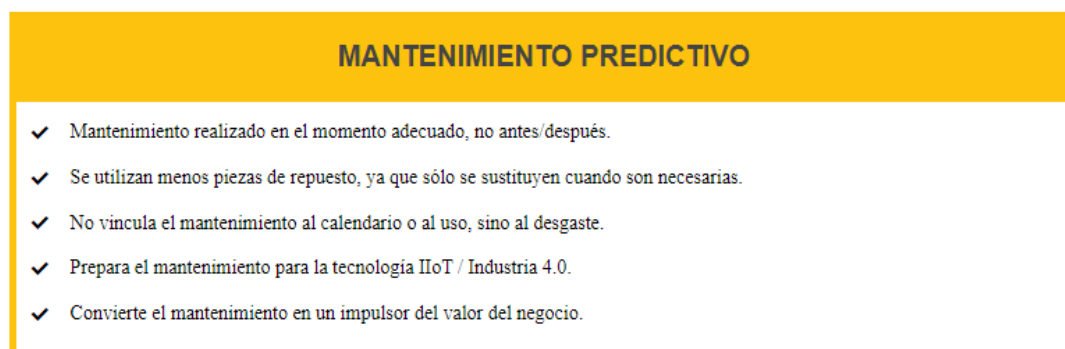 MANTENIMIENTO PREDICTIVO
Mantenimiento realizado en el momento adecuado, no antes/después.
Se utilizan menos piezas de repuesto, ya que sólo se sustituyen cuando son necesarias.
No vincula el mantenimiento al calendario o al uso, sino al desgaste.
Prepara el mantenimiento para la tecnología IIoT / Industria 4.0.
Convierte el mantenimiento en un impulsor del valor del negocio.